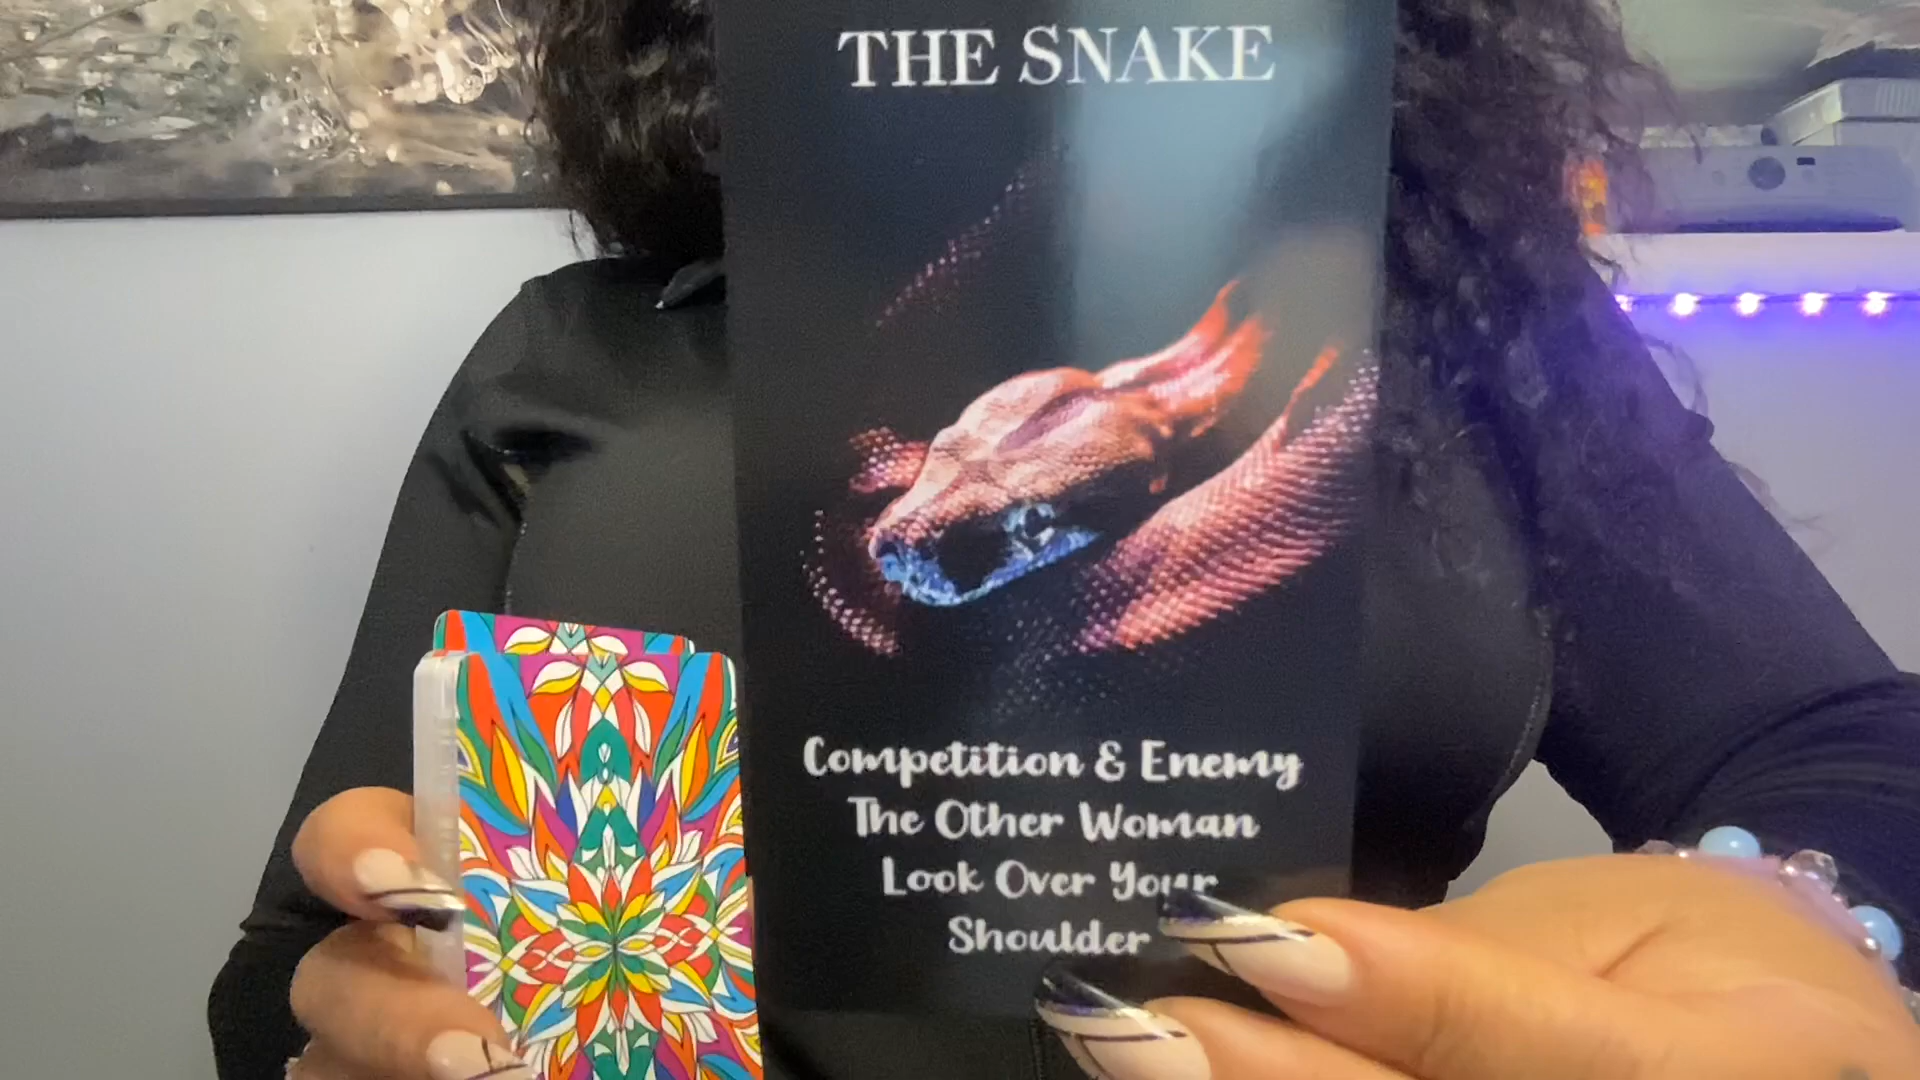 THE SNAKE
Competition & Enemy
The Other Woman
Look Over Your
Shoulder